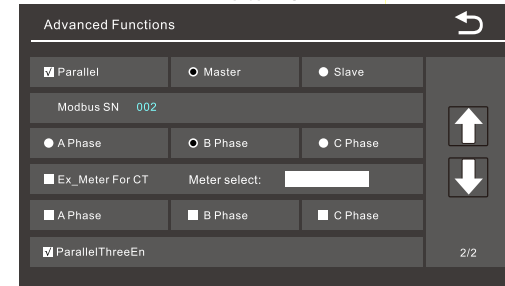 Advanced Functions
Parallel Master Slave
Modbus SN 002
A Phase B Phase C Phase
Ex_Meter For CT Meter select:
A Phase B Phase C Phase
ParallelThreeEn 2/2